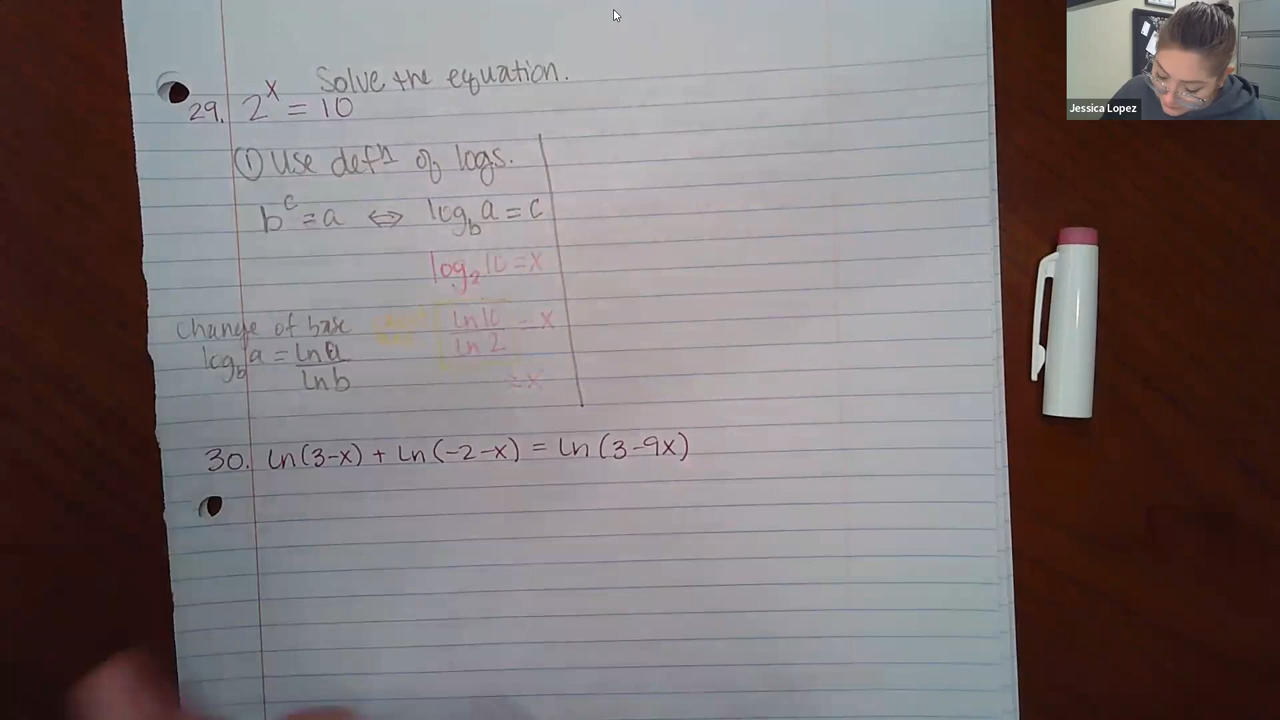 Solve the equation.
29. 2^x = 10
① Use defⁿ of logs.
b^c = a ⇔ log_b a = c
log_2 10 = x
Change of base
log_b a = ln a / ln b
ln 10 / ln 2 = x
= x
30. ln(3-x) + ln(-2-x) = ln(3-9x)
Jessica Lopez